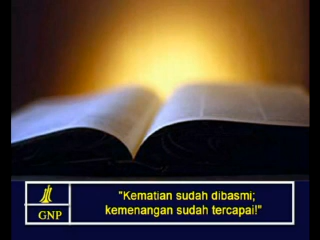 "Kematian sudah dibasmi;
kemenangan sudah tercapai!"
GNP